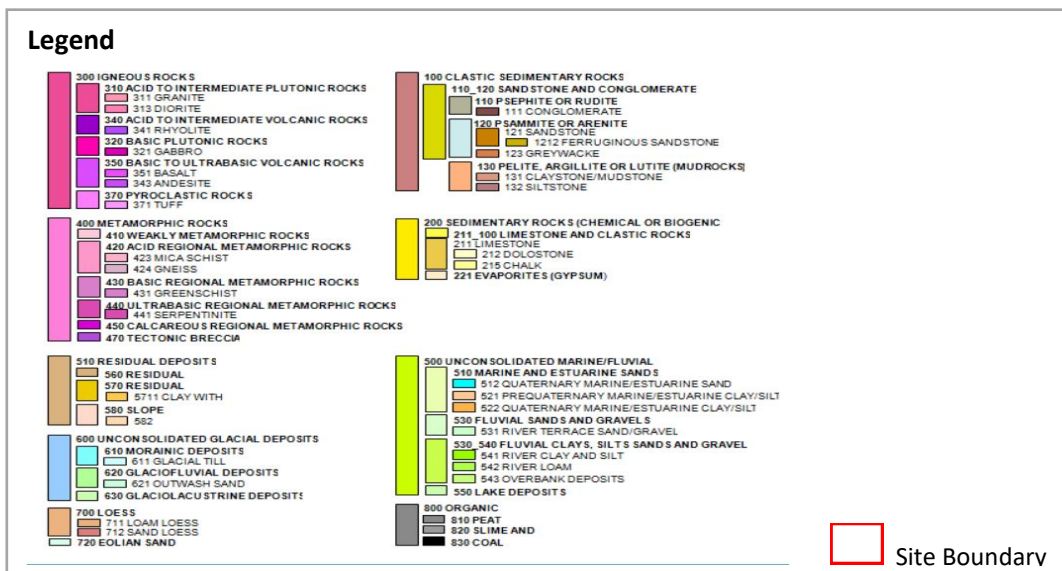 Legend
300 IGNEOUS ROCKS
310 ACID TO INTERMEDIATE PLUTONIC ROCKS
311 GRANITE
313 DIORITE
340 ACID TO INTERMEDIATE VOLCANIC ROCKS
341 RHYOLITE
320 BASIC PLUTONIC ROCKS
321 GABBRO
350 BASIC TO ULTRABASIC VOLCANIC ROCKS
351 BASALT
343 ANDESITE
370 PYROCLASTIC ROCKS
371 TUFF
400 METAMORPHIC ROCKS
410 WEAKLY METAMORPHIC ROCKS
420 ACID REGIONAL METAMORPHIC ROCKS
423 MICA SCHIST
424 GNEISS
430 BASIC REGIONAL METAMORPHIC ROCKS
431 GREENSCHIST
440 ULTRABASIC REGIONAL METAMORPHIC ROCKS
441 SERPENTINITE
450 CALCAREOUS REGIONAL METAMORPHIC ROCKS
470 TECTONIC BRECCIA
510 RESIDUAL DEPOSITS
560 RESIDUAL
570 RESIDUAL
5711 CLAY WITH
580 SLOPE
582
600 UNCONSOLIDATED GLACIAL DEPOSITS
610 MORAINIC DEPOSITS
611 GLACIAL TILL
620 GLACIOFLUVIAL DEPOSITS
621 OUTWASH SAND
630 GLACIOLACUSTRINE DEPOSITS
700 LOESS
711 LOAM LOESS
712 SAND LOESS
720 EOLIAN SAND
100 CLASTIC SEDIMENTARY ROCKS
110_120 SANDSTONE AND CONGLOMERATE
110 PSEPHITE OR RUDITE
111 CONGLOMERATE
120 PSAMMITE OR ARENITE
121 SANDSTONE
1212 FERRUGINOUS SANDSTONE
123 GREYWACKE
130 PELITE, ARGILLITE OR LUTITE (MUDROCKS)
131 CLAYSTONE/MUDSTONE
132 SILTSTONE
200 SEDIMENTARY ROCKS (CHEMICAL OR BIOGENIC
211_100 LIMESTONE AND CLASTIC ROCKS
211 LIMESTONE
212 DOLOSTONE
215 CHALK
221 EVAPORITES (GYPSUM)
500 UNCONSOLIDATED MARINE/FLUVIAL
510 MARINE AND ESTUARINE SANDS
512 QUATERNARY MARINE/ESTUARINE SAND
521 PREQUATERNARY MARINE/ESTUARINE CLAY/SILT
522 QUATERNARY MARINE/ESTUARINE CLAY/SILT
530 FLUVIAL SANDS AND GRAVELS
531 RIVER TERRACE SAND/GRAVEL
530_540 FLUVIAL CLAYS, SILTS SANDS AND GRAVEL
541 RIVER CLAY AND SILT
542 RIVER LOAM
543 OVERBANK DEPOSITS
550 LAKE DEPOSITS
800 ORGANIC
810 PEAT
820 SLIME AND
830 COAL
Site Boundary